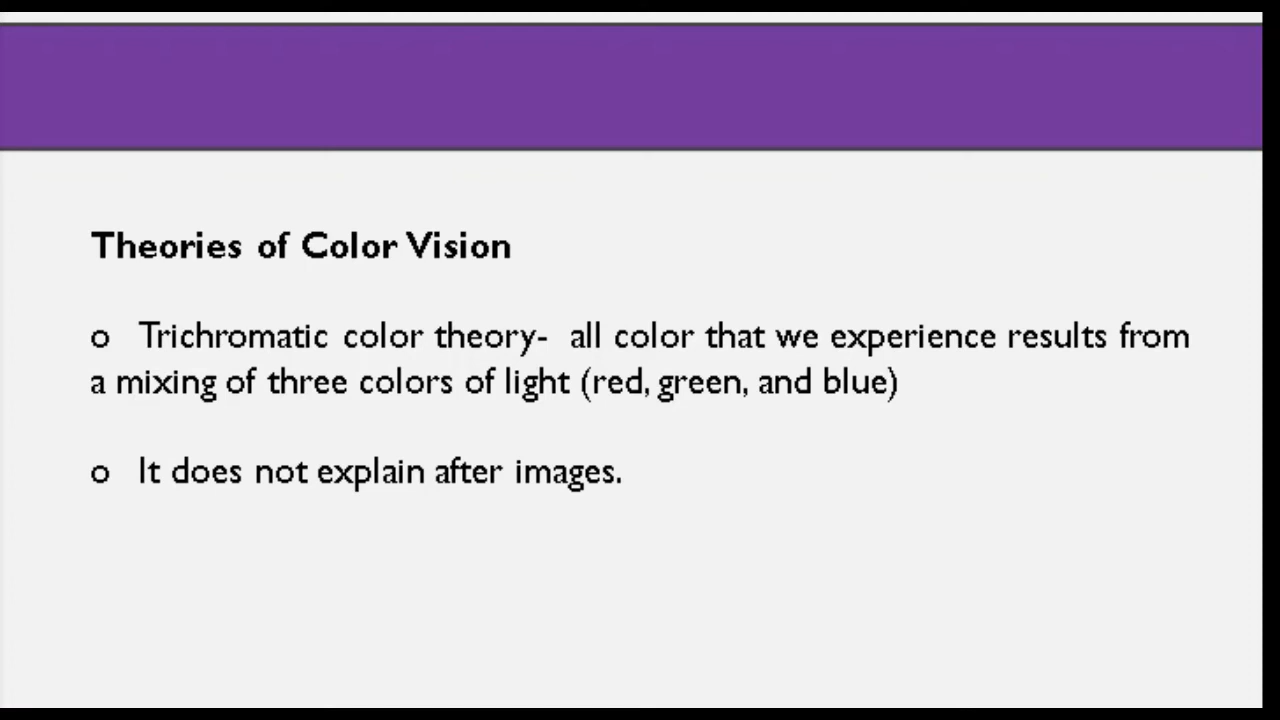 Theories of Color Vision
o Trichromatic color theory- all color that we experience results from
a mixing of three colors of light (red, green, and blue)
o It does not explain after images.